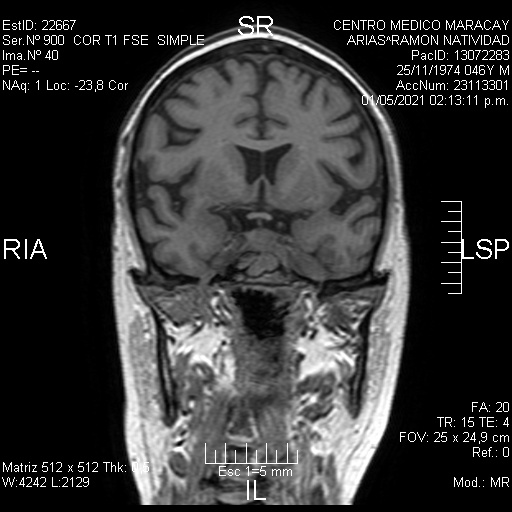 EstID: 22667
Ser.Nº 900 COR T1 FSE SIMPLE
Ima.Nº 40
PE= --
NAq: 1 Loc: -23,8 Cor
SR
CENTRO MEDICO MARACAY
ARIAS^RAMON NATIVIDAD
PacID: 13072283
25/11/1974 046Y M
AccNum: 23113301
01/05/2021 02:13:11 p.m.
RIA
LSP
FA: 20
TR: 15 TE: 4
FOV: 25 x 24,9 cm
Ref.: 0
Mod.: MR
Matriz 512 x 512 Thk: 0,5
W:4242 L:2129
Esc 1=5 mm
IL